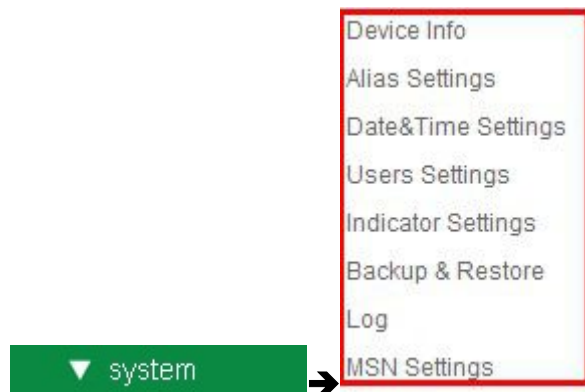 Device Info
Alias Settings
Date&Time Settings
Users Settings
Indicator Settings
Backup & Restore
Log
MSN Settings
system